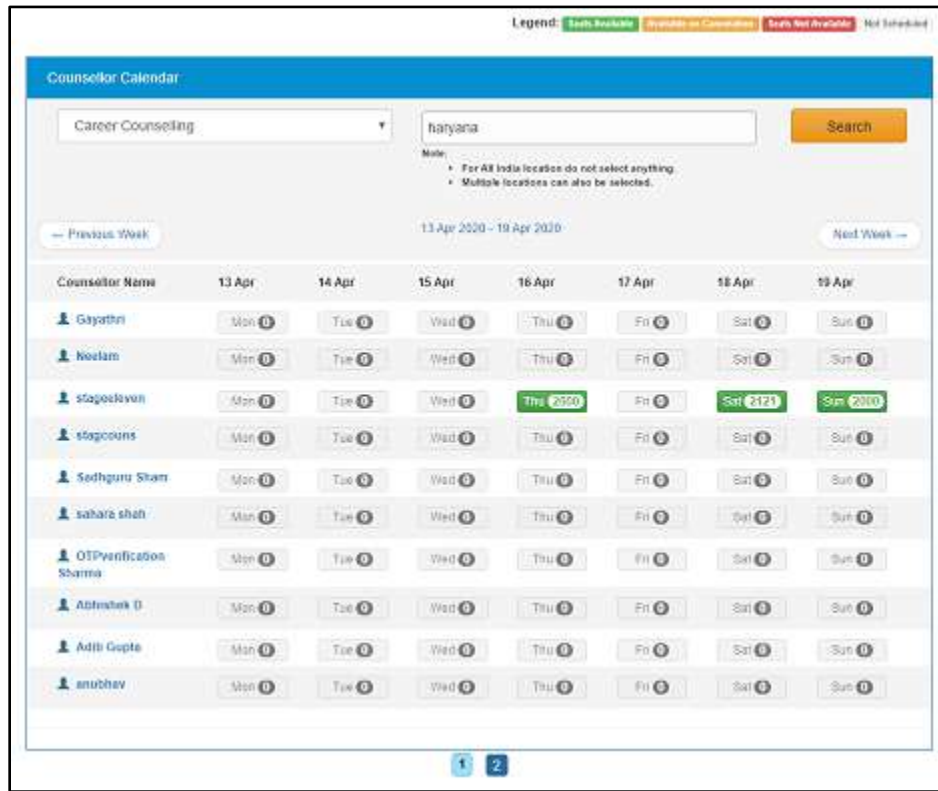 Legend: Seats Available Available on Cancellation Seats Not Available Not Scheduled
Counsellor Calendar
Career Counselling haryana Search
Note:
For All India location do not select anything.
Multiple locations can also be selected.
← Previous Week 13 Apr 2020 - 19 Apr 2020 Next Week →
Counsellor Name 13 Apr 14 Apr 15 Apr 16 Apr 17 Apr 18 Apr 19 Apr
Gayathri Mon 0 Tue 0 Wed 0 Thu 0 Fri 0 Sat 0 Sun 0
Neelam Mon 0 Tue 0 Wed 0 Thu 0 Fri 0 Sat 0 Sun 0
stageeleven Mon 0 Tue 0 Wed 0 Thu 2500 Fri 0 Sat 2121 Sun 2000
stagcouns Mon 0 Tue 0 Wed 0 Thu 0 Fri 0 Sat 0 Sun 0
Sadhguru Sham Mon 0 Tue 0 Wed 0 Thu 0 Fri 0 Sat 0 Sun 0
sahara shah Mon 0 Tue 0 Wed 0 Thu 0 Fri 0 Sat 0 Sun 0
OTPverification Mon 0 Tue 0 Wed 0 Thu 0 Fri 0 Sat 0 Sun 0
Sharma
Abhishek D Mon 0 Tue 0 Wed 0 Thu 0 Fri 0 Sat 0 Sun 0
Aditi Gupta Mon 0 Tue 0 Wed 0 Thu 0 Fri 0 Sat 0 Sun 0
anubhav Mon 0 Tue 0 Wed 0 Thu 0 Fri 0 Sat 0 Sun 0
1 2